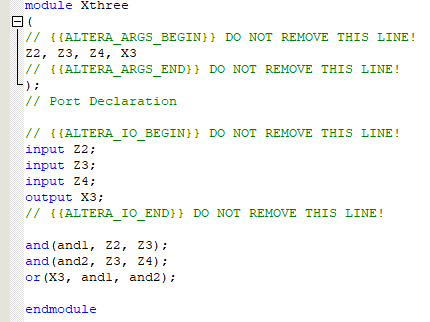 module Xthree
(
// {{ALTERA_ARGS_BEGIN}} DO NOT REMOVE THIS LINE!
Z2, Z3, Z4, X3
// {{ALTERA_ARGS_END}} DO NOT REMOVE THIS LINE!
);
// Port Declaration
// {{ALTERA_IO_BEGIN}} DO NOT REMOVE THIS LINE!
input Z2;
input Z3;
input Z4;
output X3;
// {{ALTERA_IO_END}} DO NOT REMOVE THIS LINE!
and(and1, Z2, Z3);
and(and2, Z3, Z4);
or(X3, and1, and2);
endmodule